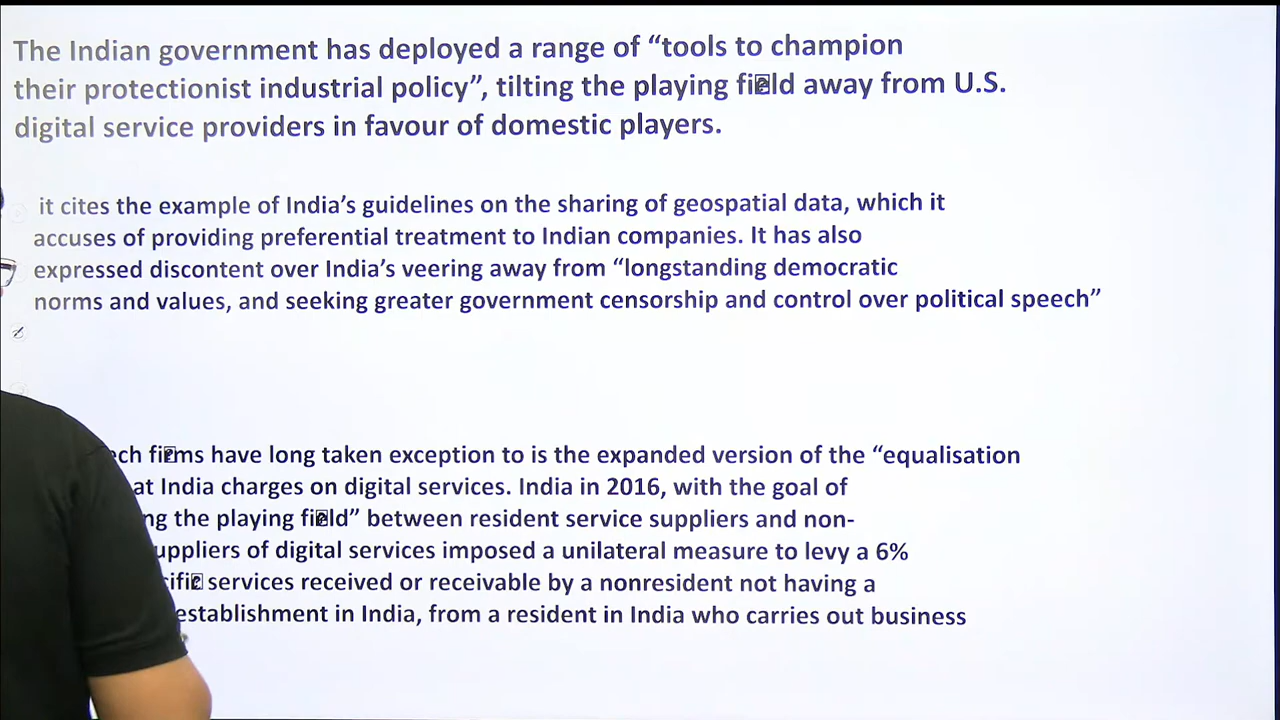 The Indian government has deployed a range of “tools to champion
their protectionist industrial policy”, tilting the playing field away from U.S.
digital service providers in favour of domestic players.
it cites the example of India’s guidelines on the sharing of geospatial data, which it
accuses of providing preferential treatment to Indian companies. It has also
expressed discontent over India’s veering away from “longstanding democratic
norms and values, and seeking greater government censorship and control over political speech”
firms have long taken exception to is the expanded version of the “equalisation
India charges on digital services. India in 2016, with the goal of
the playing field” between resident service suppliers and non-
of digital services imposed a unilateral measure to levy a 6%
services received or receivable by a nonresident not having a
establishment in India, from a resident in India who carries out business